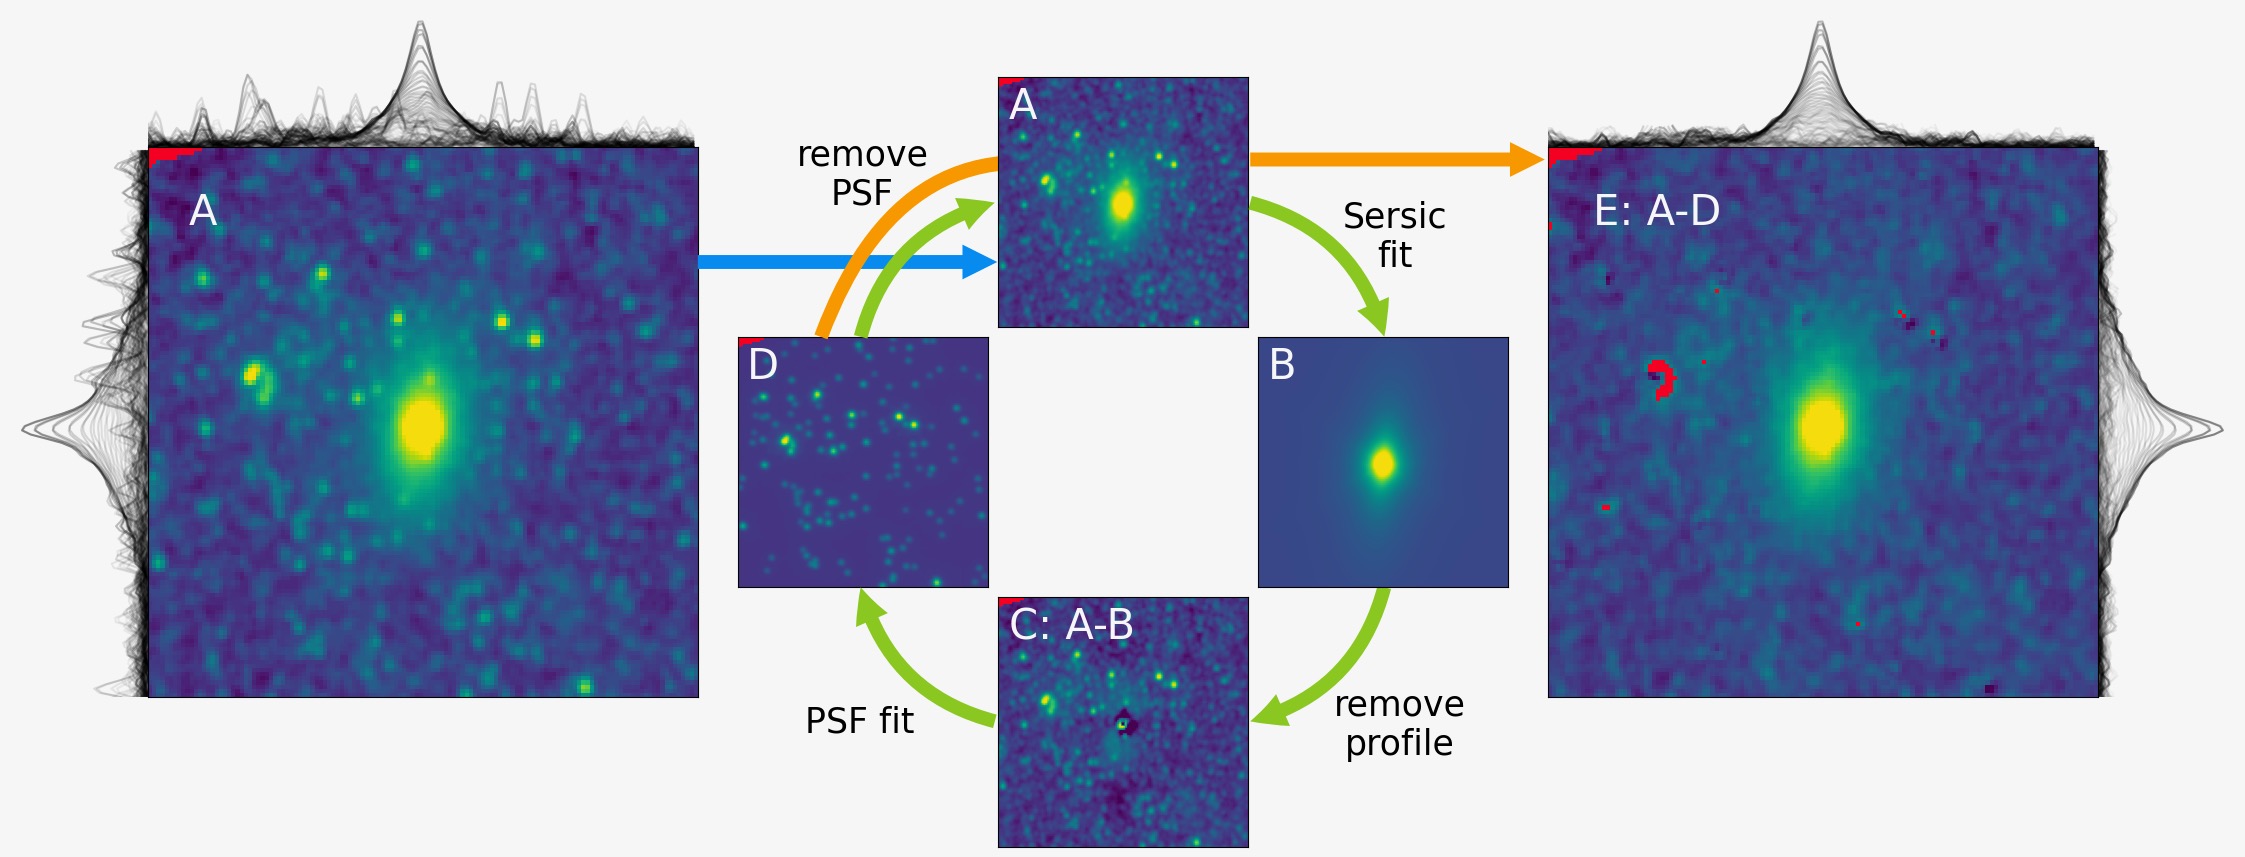 A
remove
PSF
A
Sersic
fit
E: A-D
D
B
C: A-B
PSF fit
remove
profile